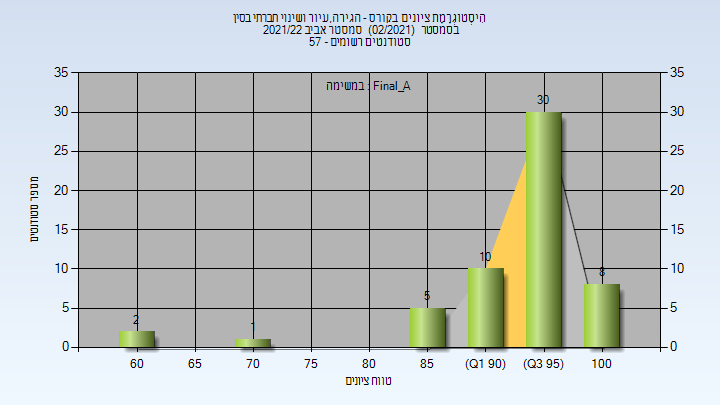 היסטוגרמת ציונים בקורס - הגירה,עיור ושינוי חברתי בסין
בסמסטר (02/2021) סמסטר אביב 2021/22
סטודנטים רשומים - 57
במשימה : Final_A
35 35
30 30
30
25 25
20 20
15 15
10 10
10
8
5 5
5
2
1
0 0
60 65 70 75 80 85 (Q1 90) (Q3 95) 100
טווח ציונים
מספר סטודנטים